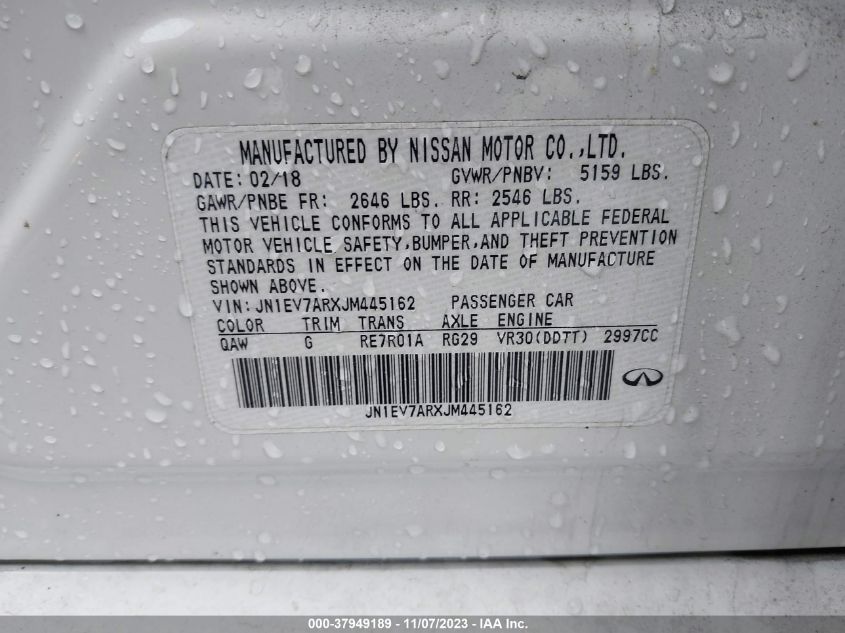 MANUFACTURED BY NISSAN MOTOR CO.,LTD.
DATE: 02/18 GVWR/PNBV: 5159 LBS.
GAWR/PNBE FR: 2646 LBS. RR: 2546 LBS.
THIS VEHICLE CONFORMS TO ALL APPLICABLE FEDERAL
MOTOR VEHICLE SAFETY,BUMPER,AND THEFT PREVENTION
STANDARDS IN EFFECT ON THE DATE OF MANUFACTURE
SHOWN ABOVE.
VIN: JN1EV7ARXJM445162 PASSENGER CAR
COLOR TRIM TRANS AXLE ENGINE
QAW G RE7R01A RG29 VR30(DDTT) 2997CC
JN1EV7ARXJM445162
000-37949189 - 11/07/2023 - IAA Inc.